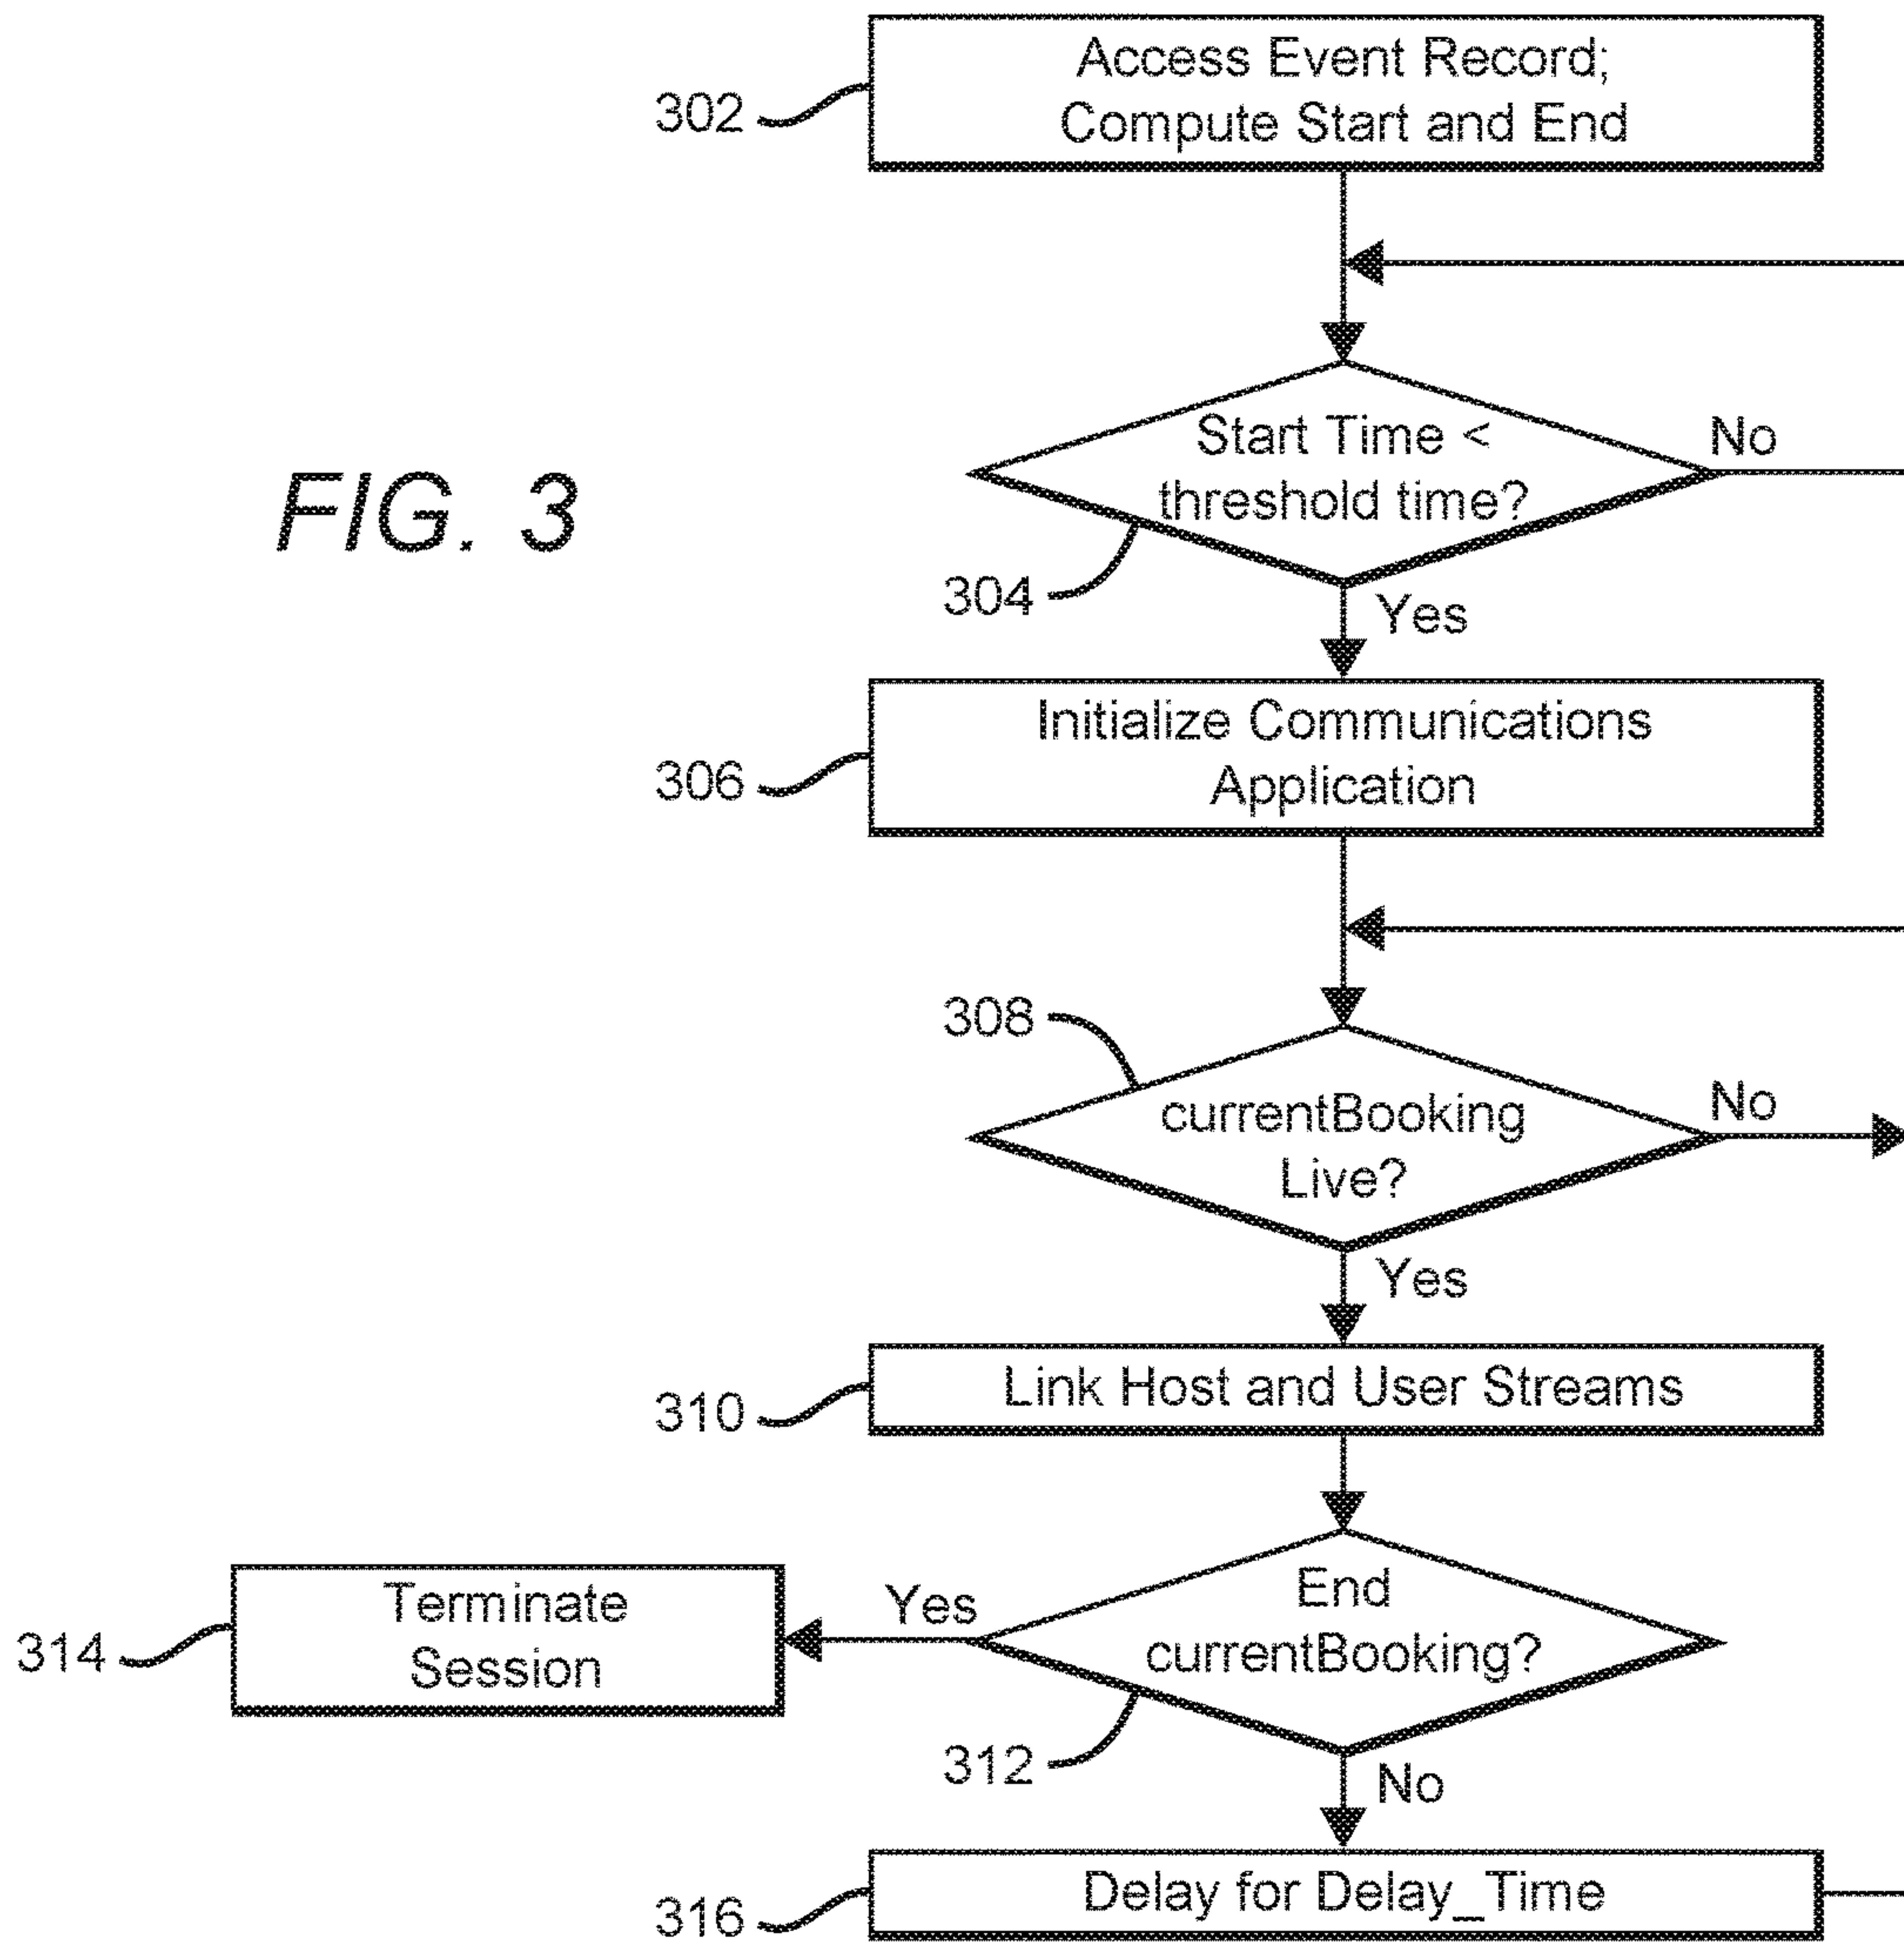 Access Event Record;
Compute Start and End
302
Start Time <
threshold time?
No
FIG. 3
304
Yes
Initialize Communications
Application
306
308
currentBooking
Live?
No
Yes
Link Host and User Streams
310
End
currentBooking?
Yes
Terminate
Session
314
312
No
Delay for Delay_Time
316